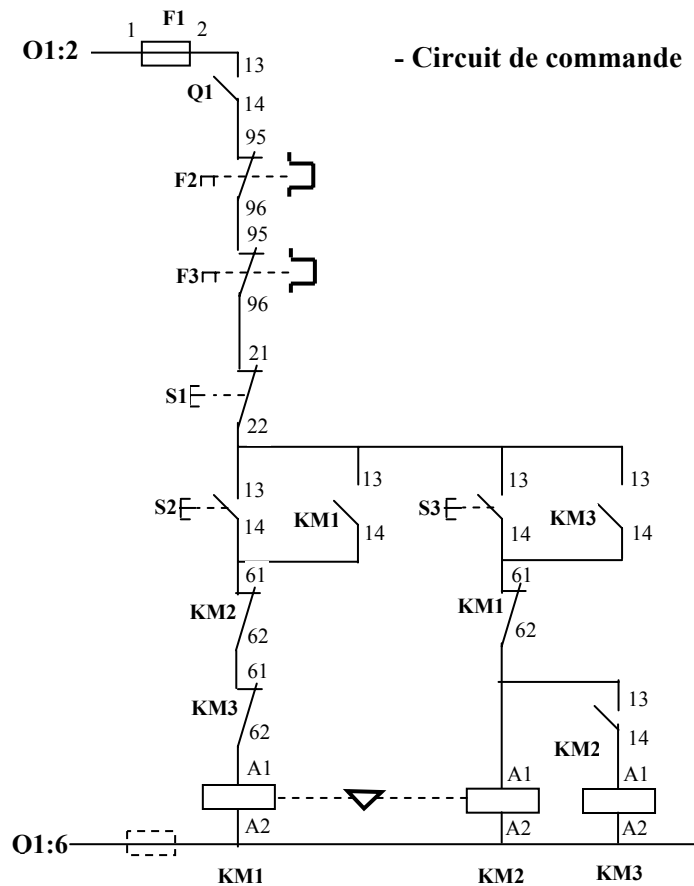 F1
1 2
O1:2
- Circuit de commande
13
Q1
14
95
F2
96
95
F3
96
21
S1
22
13 13 13 13
S2 KM1 S3 KM3
14 14 14 14
61 61
KM2 KM1
62 62
61
KM3
62
13
KM2
14
A1 A1 A1
A2 A2 A2
O1:6
KM1 KM2 KM3